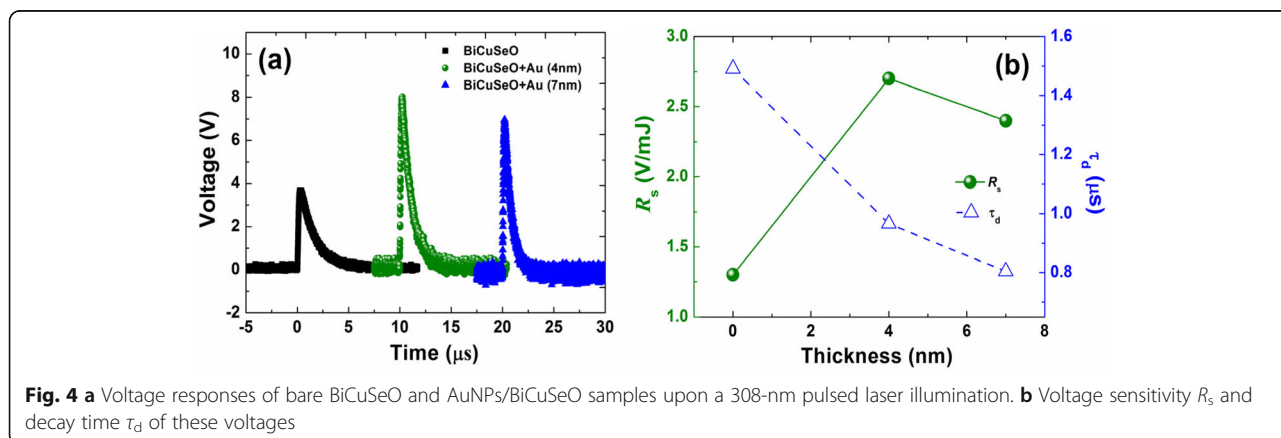 (a)
BiCuSeO
BiCuSeO+Au (4nm)
BiCuSeO+Au (7nm)
Voltage (V)
10
8
6
4
2
0
-2
-5
0
5
10
15
20
25
30
Time (μs)
(b)
Rs (V/mJ)
3.0
2.5
2.0
1.5
1.0
Rs
τd
1.6
1.4
1.2
1.0
0.8
τd (μs)
0
2
4
6
8
Thickness (nm)
Fig. 4 a Voltage responses of bare BiCuSeO and AuNPs/BiCuSeO samples upon a 308-nm pulsed laser illumination. b Voltage sensitivity Rs and
decay time τd of these voltages